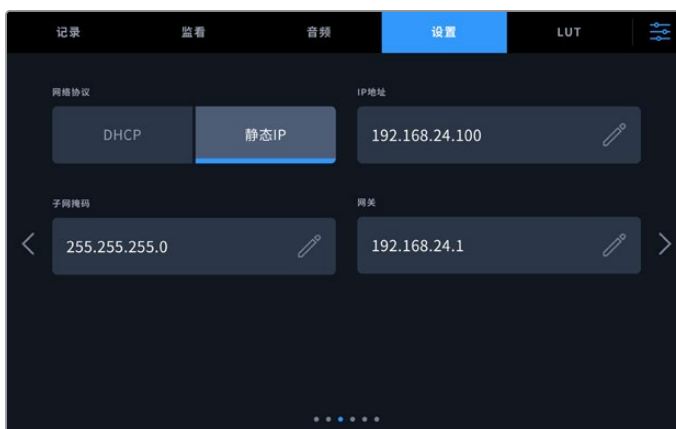 记录 监看 音频 设置 LUT
网络协议 IP地址
DHCP 静态IP 192.168.24.100
子网掩码 网关
255.255.255.0 192.168.24.1